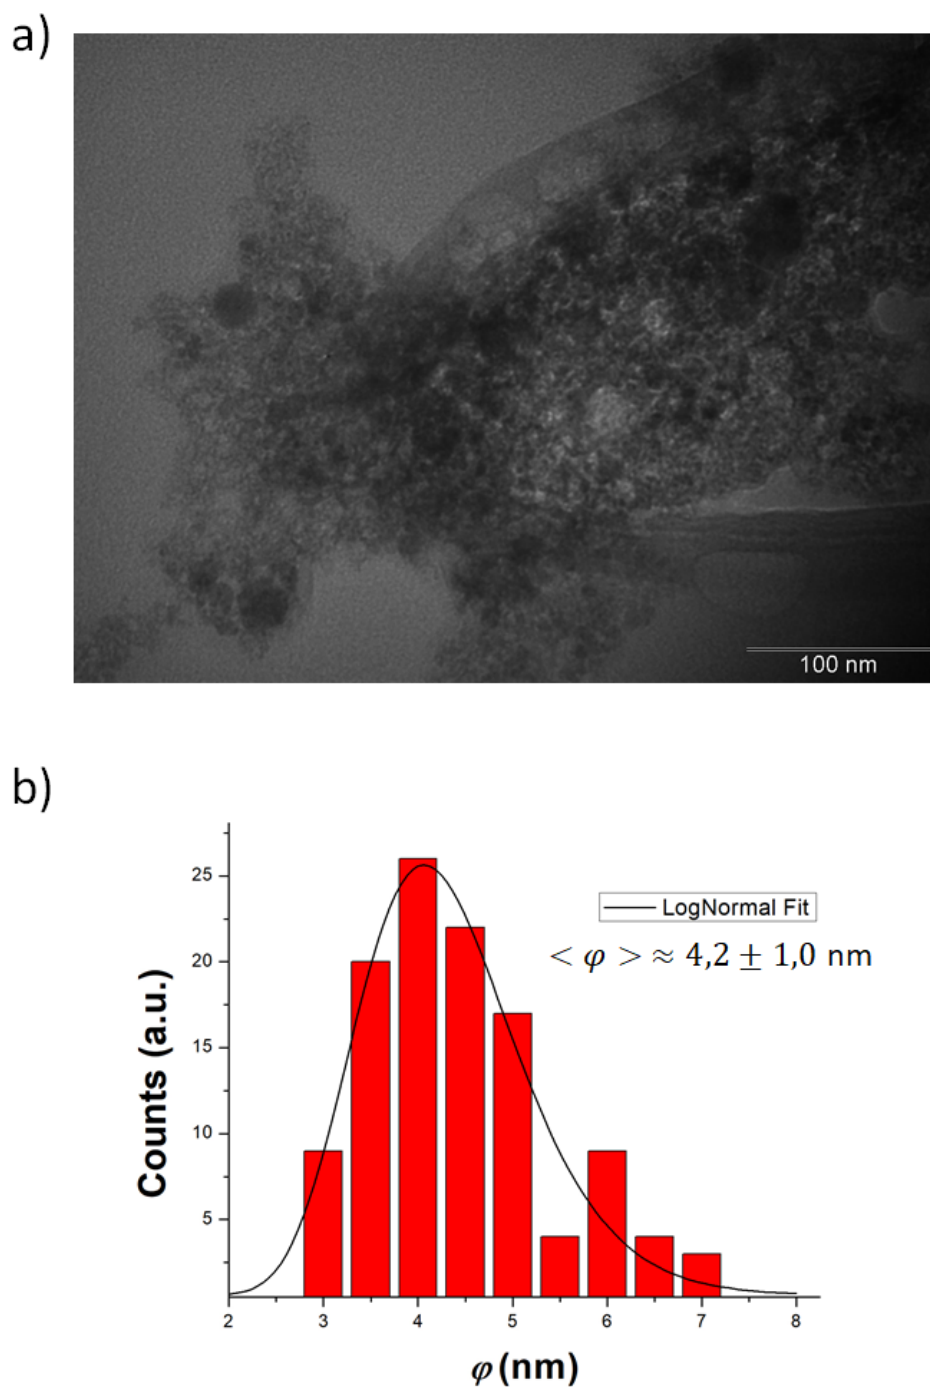 a)
100 nm
b)
LogNormal Fit
< φ > ≈ 4,2 ± 1,0 nm
25
20
15
10
5
Counts (a.u.)
2 3 4 5 6 7 8
φ (nm)